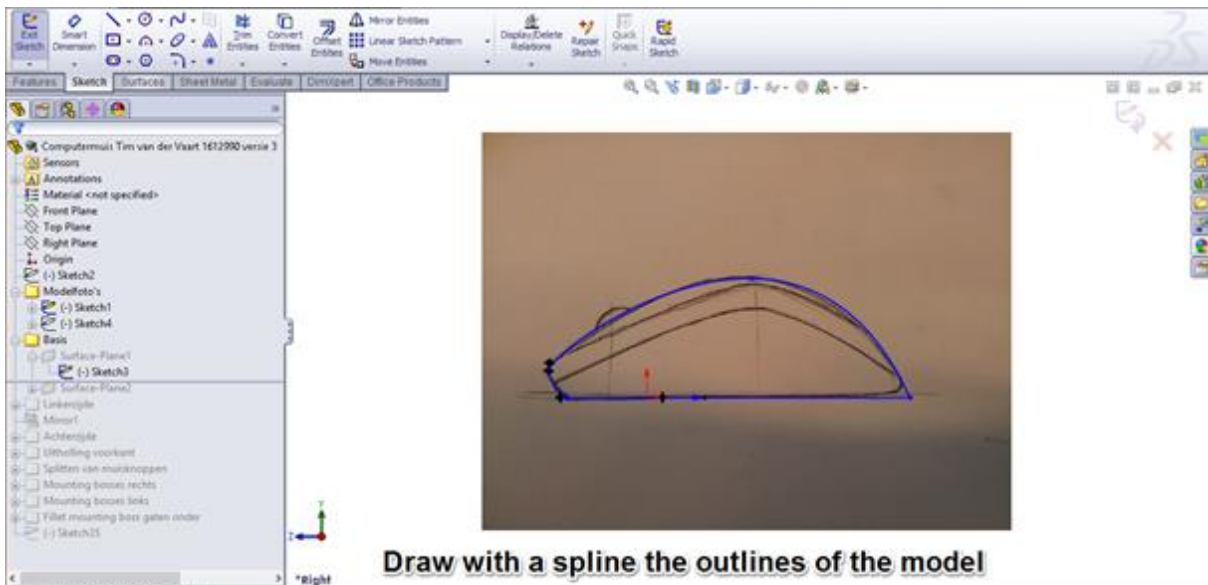 Exit Sketch
Smart Dimension
Trim Entities
Convert Entities
Offset Entities
Mirror Entities
Linear Sketch Pattern
Move Entities
Display/Delete Relations
Repair Sketch
Quick Snaps
Rapid Sketch
Features Sketch Surfaces Sheet Metal Evaluate DimXpert Office Products
Computermuis Tim van der Vaart 1612990 versie 3
Sensors
Annotations
Material <not specified>
Front Plane
Top Plane
Right Plane
Origin
(-) Sketch2
Modelfoto's
(-) Sketch1
(-) Sketch4
Basis
Surface-Plane1
(-) Sketch3
Surface-Plane2
Linkerzijde
Mirror1
Achterzijde
Uitholling voorkant
Splitten van muisknoppen
Mounting bosses rechts
Mounting bosses links
Fillet mounting boss gaten onder
(-) Sketch15
Y
Z
*Right
Draw with a spline the outlines of the model